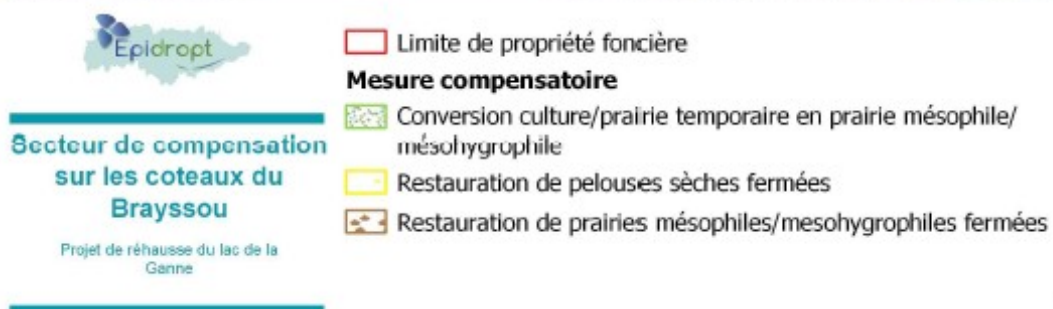 Epidropt
Secteur de compensation
sur les coteaux du
Brayssou
Projet de réhausse du lac de la
Ganne
Limite de propriété foncière
Mesure compensatoire
Conversion culture/prairie temporaire en prairie mésophile/
mésohygrophile
Restauration de pelouses sèches fermées
Restauration de prairies mésophiles/mesohygrophiles fermées